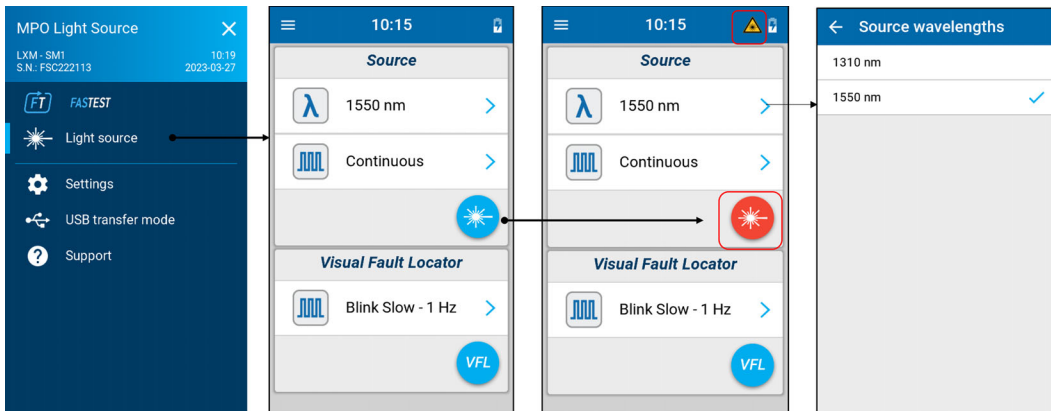 MPO Light Source
LXM - SM1 10:19
S.N.: FSC222113 2023-03-27
FT FASTEST
Light source
Settings
USB transfer mode
? Support
10:15
Source
λ 1550 nm
Continuous
Visual Fault Locator
Blink Slow - 1 Hz
VFL
10:15
Source
λ 1550 nm
Continuous
Visual Fault Locator
Blink Slow - 1 Hz
VFL
Source wavelengths
1310 nm
1550 nm